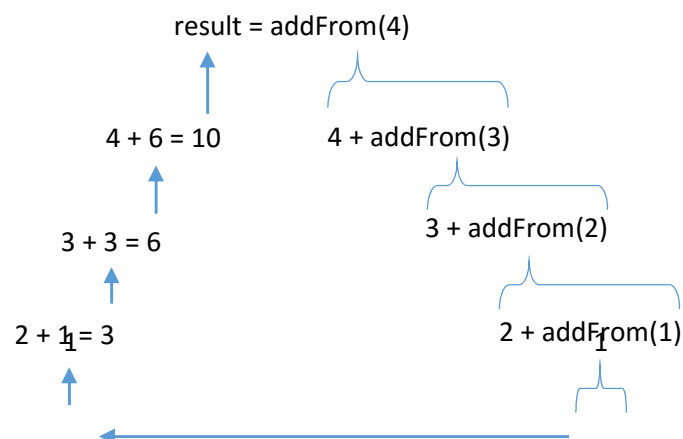 result = addFrom(4)
4 + 6 = 10
4 + addFrom(3)
3 + 3 = 6
3 + addFrom(2)
2 + 1 = 3
1
2 + addFrom(1)
1